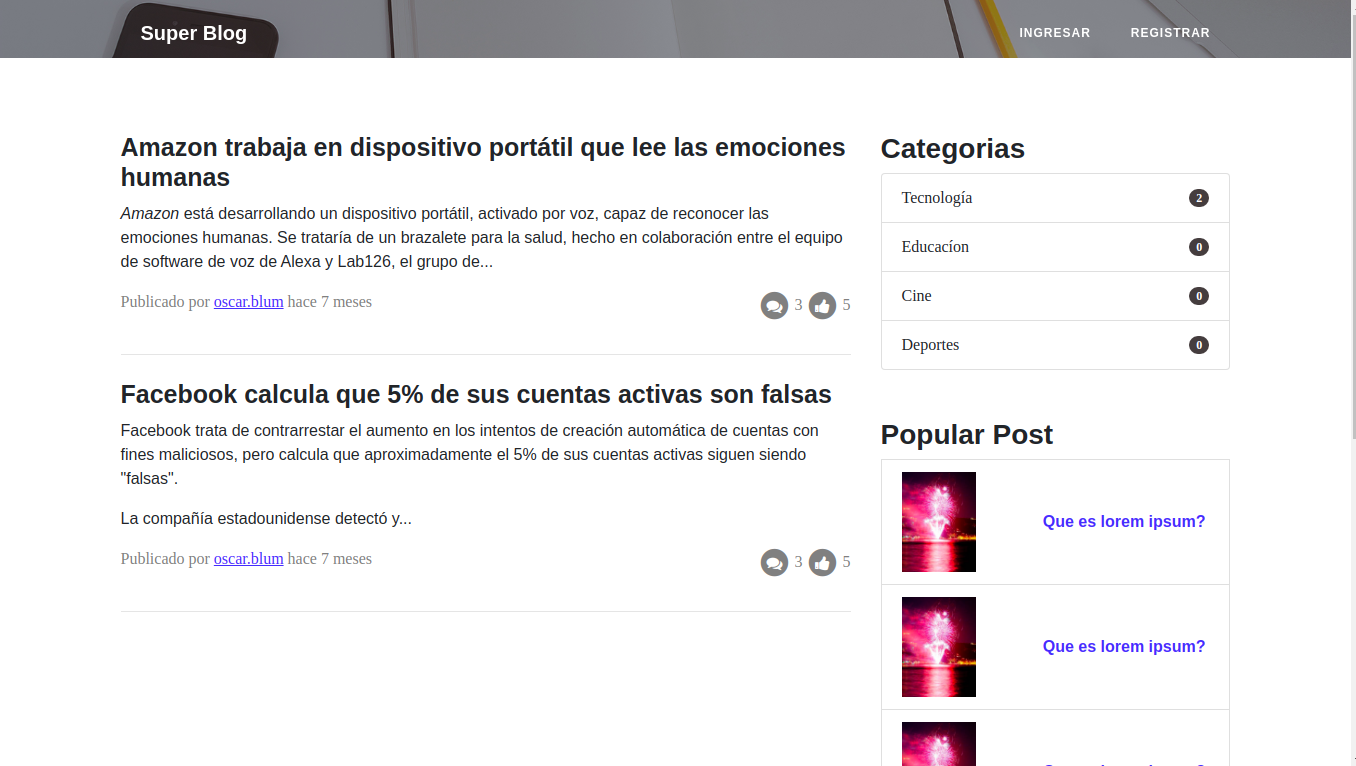 Super Blog
INGRESAR
REGISTRAR
Amazon trabaja en dispositivo portátil que lee las emociones
humanas
Amazon está desarrollando un dispositivo portátil, activado por voz, capaz de reconocer las
emociones humanas. Se trataría de un brazalete para la salud, hecho en colaboración entre el equipo
de software de voz de Alexa y Lab126, el grupo de...
Publicado por oscar.blum hace 7 meses
3
5
Facebook calcula que 5% de sus cuentas activas son falsas
Facebook trata de contrarrestar el aumento en los intentos de creación automática de cuentas con
fines maliciosos, pero calcula que aproximadamente el 5% de sus cuentas activas siguen siendo
"falsas".
La compañía estadounidense detectó y...
Publicado por oscar.blum hace 7 meses
3
5
Categorias
Tecnología 2
Educacíon 0
Cine 0
Deportes 0
Popular Post
Que es lorem ipsum?
Que es lorem ipsum?